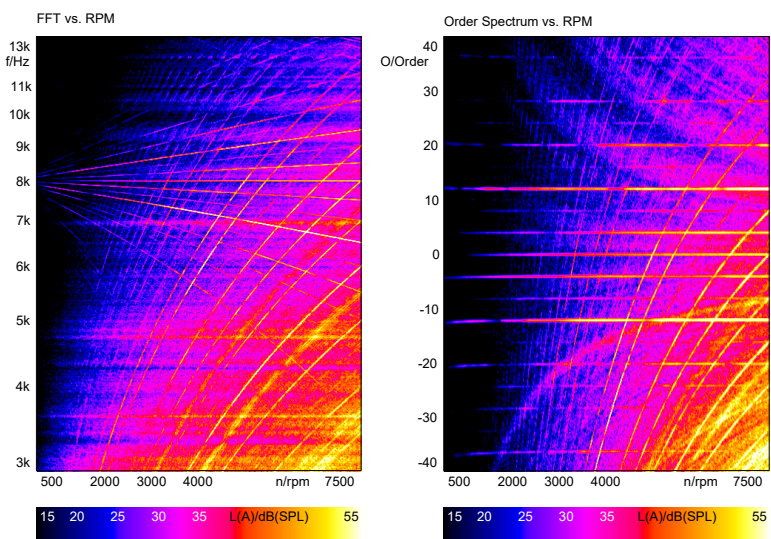 FFT vs. RPM
13k
f/Hz
11k
10k
9k
8k
7k
6k
5k
4k
3k
500 2000 3000 4000 n/rpm 7500
15 20 25 30 35 L(A)/dB(SPL) 55
Order Spectrum vs. RPM
40
O/Order
30
20
10
0
-10
-20
-30
-40
500 2000 3000 4000 n/rpm 7500
15 20 25 30 35 L(A)/dB(SPL) 55